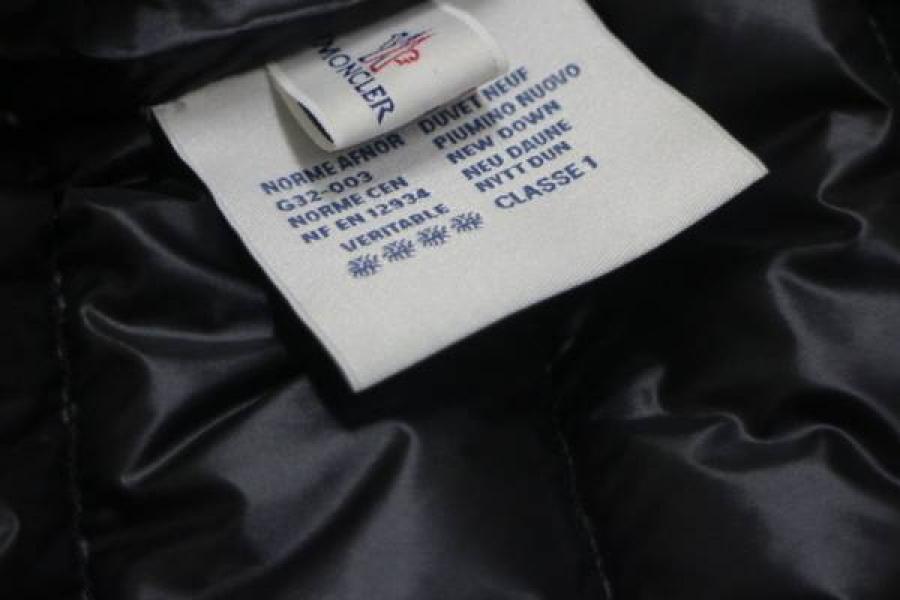 MONCLER
NORME AFNOR
G32-003
NORME CEN
NF EN 12934
VERITABLE
DUVET NEUF
PIUMINO NUOVO
NEW DOWN
NEU DAUNE
NYTT DUN
CLASSE 1